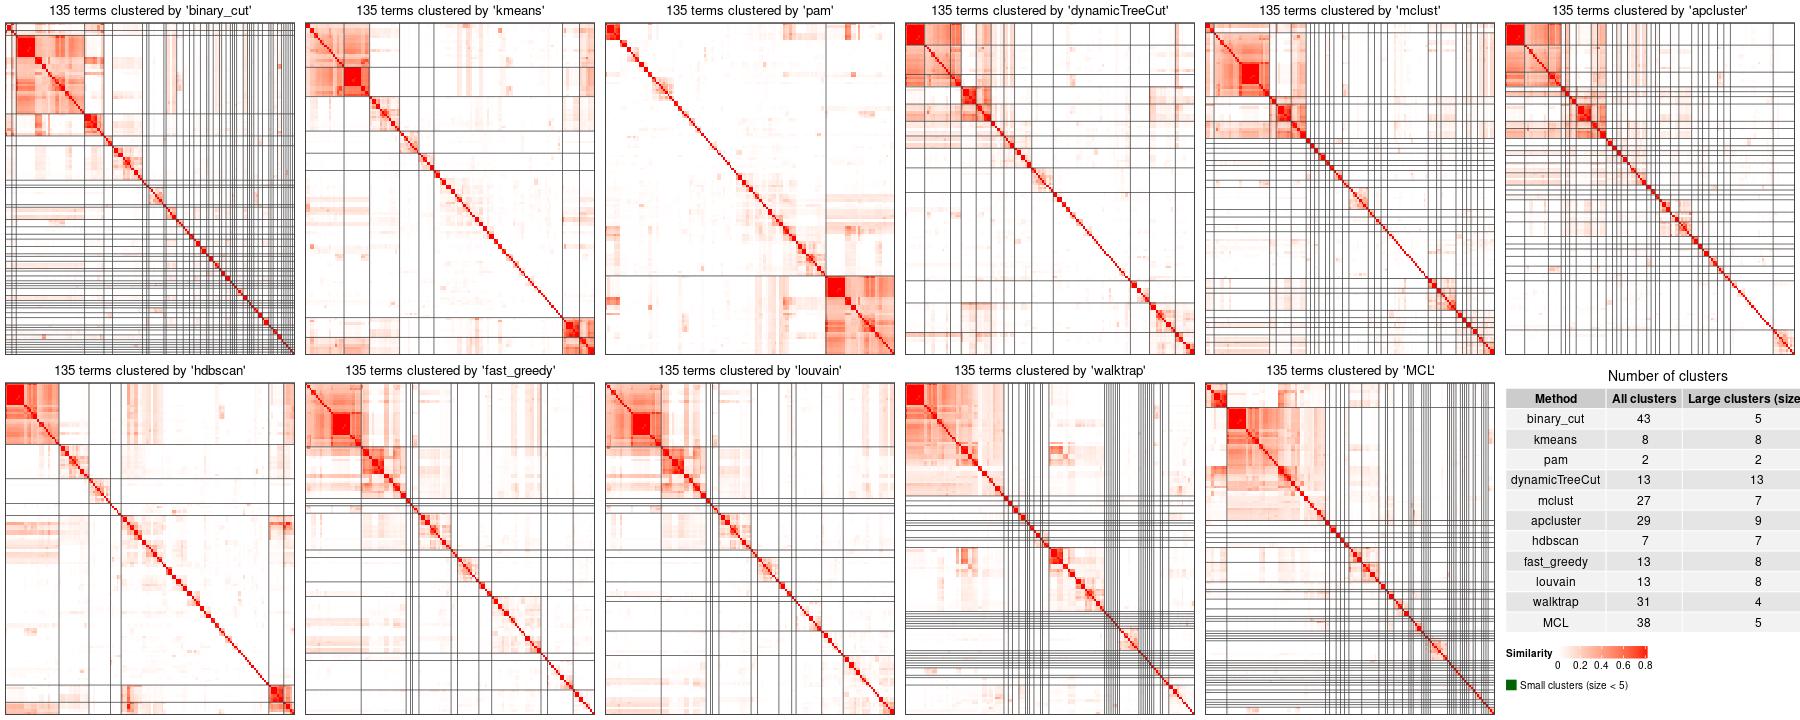 135 terms clustered by 'binary_cut'
135 terms clustered by 'kmeans'
135 terms clustered by 'pam'
135 terms clustered by 'dynamicTreeCut'
135 terms clustered by 'mclust'
135 terms clustered by 'apcluster'
135 terms clustered by 'hdbscan'
135 terms clustered by 'fast_greedy'
135 terms clustered by 'louvain'
135 terms clustered by 'walktrap'
135 terms clustered by 'MCL'
Number of clusters
Method All clusters Large clusters (size
binary_cut 43 5
kmeans 8 8
pam 2 2
dynamicTreeCut 13 13
mclust 27 7
apcluster 29 9
hdbscan 7 7
fast_greedy 13 8
louvain 13 8
walktrap 31 4
MCL 38 5
Similarity
0 0.2 0.4 0.6 0.8
Small clusters (size < 5)